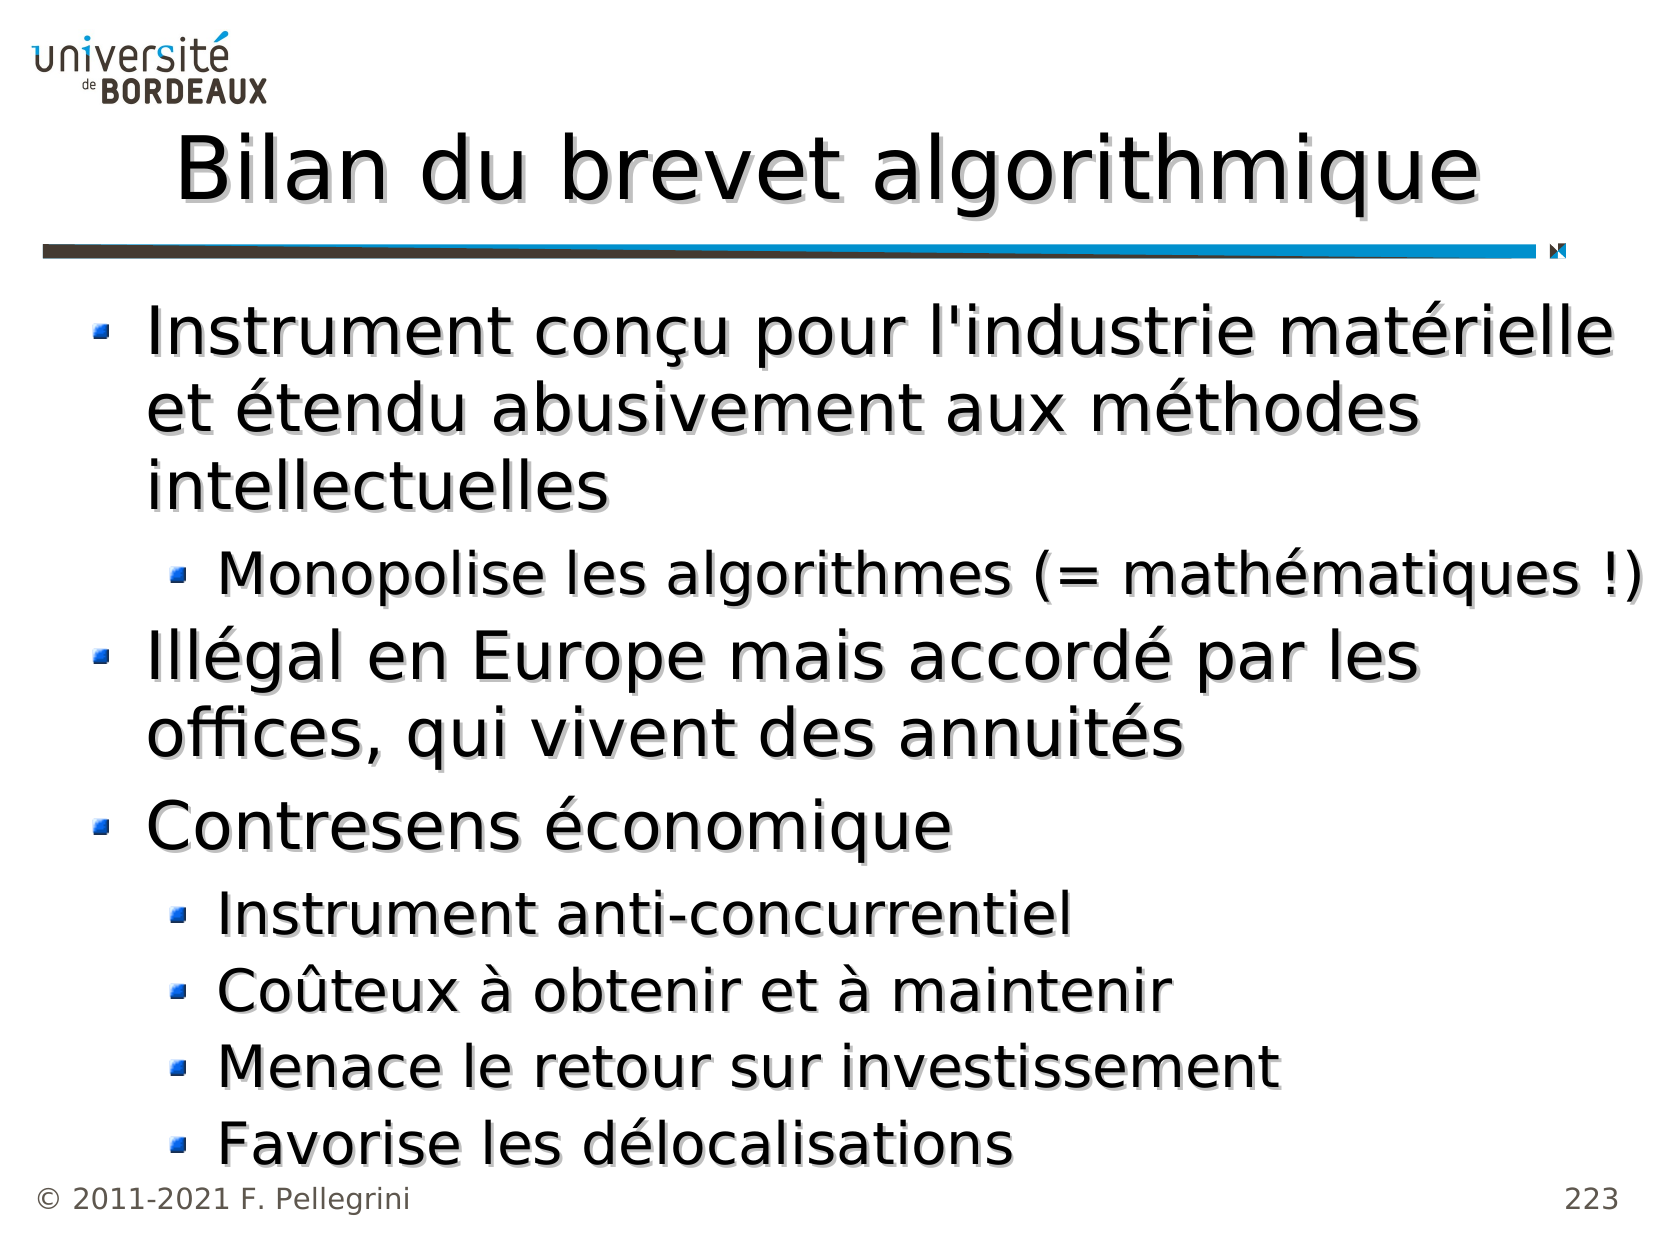 université
de BORDEAUX
Bilan du brevet algorithmique
Instrument conçu pour l'industrie matérielle
et étendu abusivement aux méthodes
intellectuelles
Monopolise les algorithmes (= mathématiques !)
Illégal en Europe mais accordé par les
offices, qui vivent des annuités
Contresens économique
Instrument anti-concurrentiel
Coûteux à obtenir et à maintenir
Menace le retour sur investissement
Favorise les délocalisations
© 2011-2021 F. Pellegrini
223